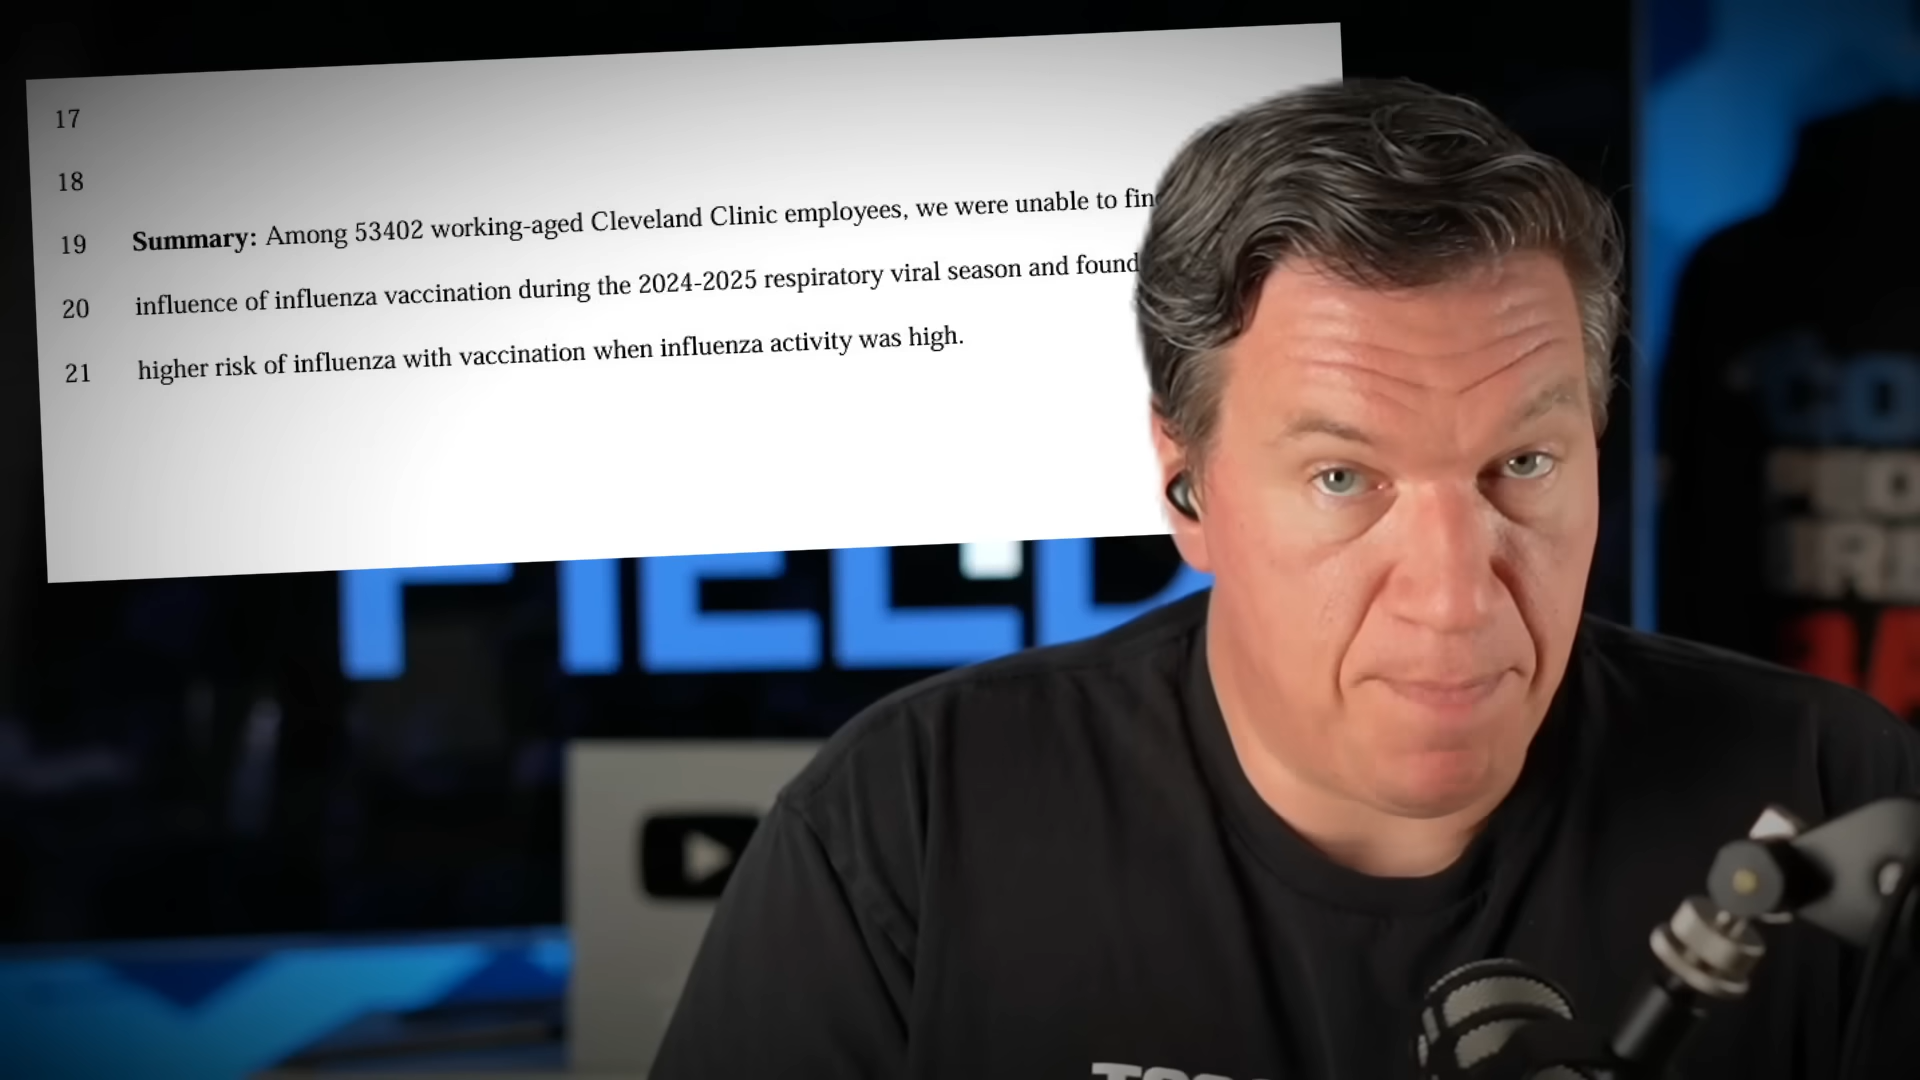 17
18
19 Summary: Among 53402 working-aged Cleveland Clinic employees, we were unable to
20 influence of influenza vaccination during the 2024-2025 respiratory viral season and found
21 higher risk of influenza with vaccination when influenza activity was high.
FIELD